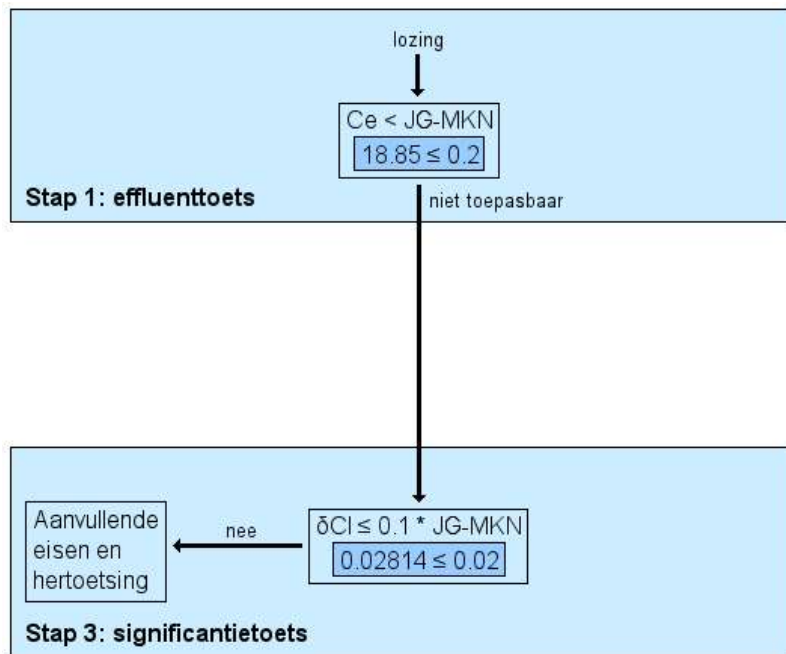 lozing
Ce < JG-MKN
18.85 ≤ 0.2
Stap 1: effluenttoets
niet toepasbaar
Aanvullende
eisen en
hertoetsing
nee
δCl ≤ 0.1 * JG-MKN
0.02814 ≤ 0.02
Stap 3: significantietoets